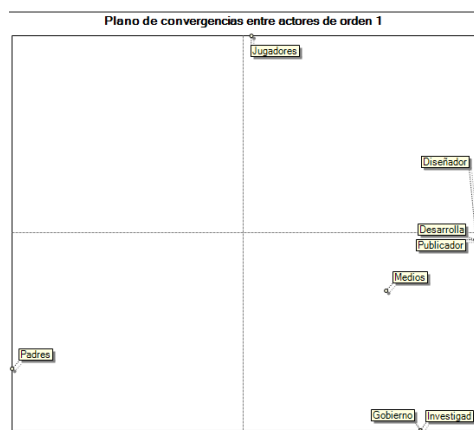 Plano de convergencias entre actores de orden 1
Jugadores
Diseñador
Desarrolla
Publicador
Medios
Padres
Gobierno
Investigad